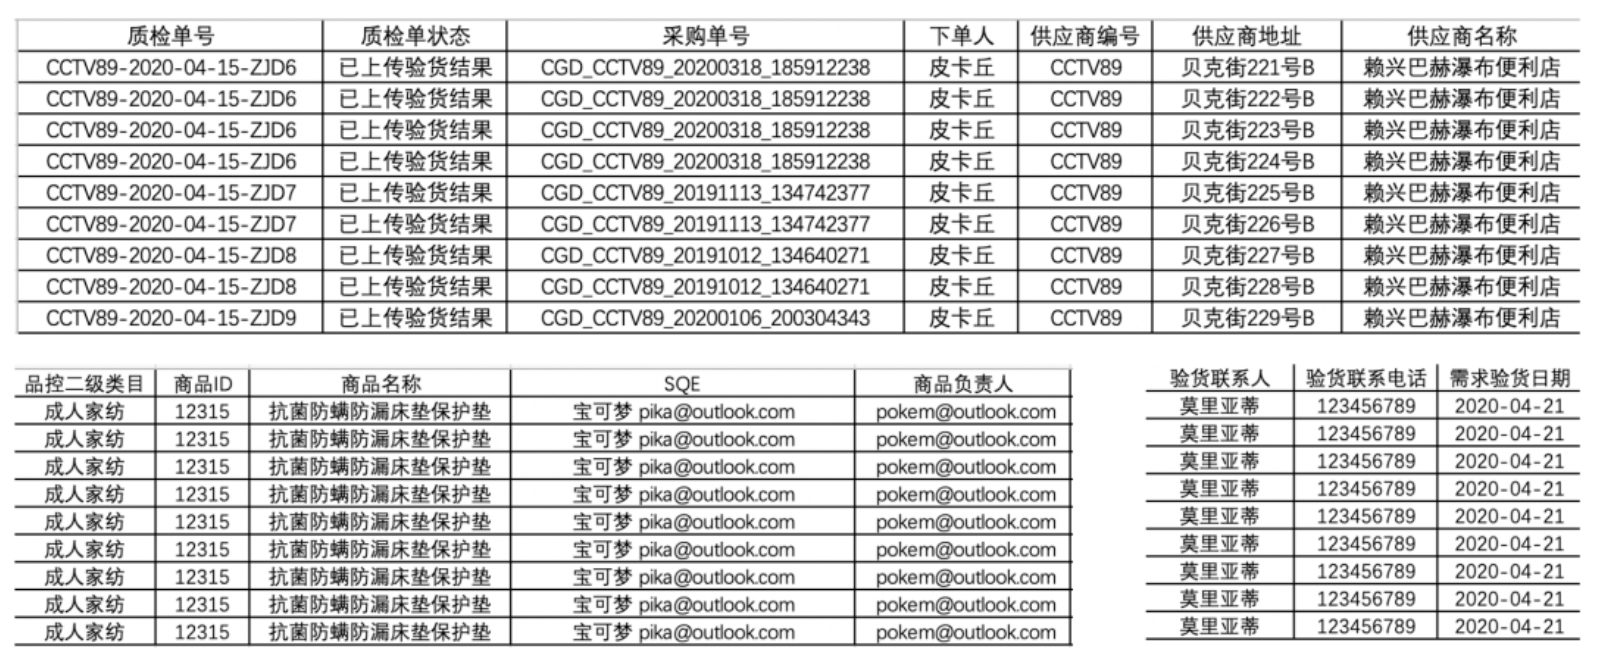 质检单号 质检单状态 采购单号 下单人 供应商编号 供应商地址 供应商名称
CCTV89-2020-04-15-ZJD6 已上传验货结果 CGD_CCTV89_20200318_185912238 皮卡丘 CCTV89 贝克街221号B 赖兴巴赫瀑布便利店
CCTV89-2020-04-15-ZJD6 已上传验货结果 CGD_CCTV89_20200318_185912238 皮卡丘 CCTV89 贝克街222号B 赖兴巴赫瀑布便利店
CCTV89-2020-04-15-ZJD6 已上传验货结果 CGD_CCTV89_20200318_185912238 皮卡丘 CCTV89 贝克街223号B 赖兴巴赫瀑布便利店
CCTV89-2020-04-15-ZJD6 已上传验货结果 CGD_CCTV89_20200318_185912238 皮卡丘 CCTV89 贝克街224号B 赖兴巴赫瀑布便利店
CCTV89-2020-04-15-ZJD7 已上传验货结果 CGD_CCTV89_20191113_134742377 皮卡丘 CCTV89 贝克街225号B 赖兴巴赫瀑布便利店
CCTV89-2020-04-15-ZJD7 已上传验货结果 CGD_CCTV89_20191113_134742377 皮卡丘 CCTV89 贝克街226号B 赖兴巴赫瀑布便利店
CCTV89-2020-04-15-ZJD8 已上传验货结果 CGD_CCTV89_20191012_134640271 皮卡丘 CCTV89 贝克街227号B 赖兴巴赫瀑布便利店
CCTV89-2020-04-15-ZJD8 已上传验货结果 CGD_CCTV89_20191012_134640271 皮卡丘 CCTV89 贝克街228号B 赖兴巴赫瀑布便利店
CCTV89-2020-04-15-ZJD9 已上传验货结果 CGD_CCTV89_20200106_200304343 皮卡丘 CCTV89 贝克街229号B 赖兴巴赫瀑布便利店
品控二级类目 商品ID 商品名称 SQE 商品负责人
成人家纺 12315 抗菌防螨防漏床垫保护垫 宝可梦 pika@outlook.com pokem@outlook.com
成人家纺 12315 抗菌防螨防漏床垫保护垫 宝可梦 pika@outlook.com pokem@outlook.com
成人家纺 12315 抗菌防螨防漏床垫保护垫 宝可梦 pika@outlook.com pokem@outlook.com
成人家纺 12315 抗菌防螨防漏床垫保护垫 宝可梦 pika@outlook.com pokem@outlook.com
成人家纺 12315 抗菌防螨防漏床垫保护垫 宝可梦 pika@outlook.com pokem@outlook.com
成人家纺 12315 抗菌防螨防漏床垫保护垫 宝可梦 pika@outlook.com pokem@outlook.com
成人家纺 12315 抗菌防螨防漏床垫保护垫 宝可梦 pika@outlook.com pokem@outlook.com
成人家纺 12315 抗菌防螨防漏床垫保护垫 宝可梦 pika@outlook.com pokem@outlook.com
成人家纺 12315 抗菌防螨防漏床垫保护垫 宝可梦 pika@outlook.com pokem@outlook.com
验货联系人 验货联系电话 需求验货日期
莫里亚蒂 123456789 2020-04-21
莫里亚蒂 123456789 2020-04-21
莫里亚蒂 123456789 2020-04-21
莫里亚蒂 123456789 2020-04-21
莫里亚蒂 123456789 2020-04-21
莫里亚蒂 123456789 2020-04-21
莫里亚蒂 123456789 2020-04-21
莫里亚蒂 123456789 2020-04-21
莫里亚蒂 123456789 2020-04-21